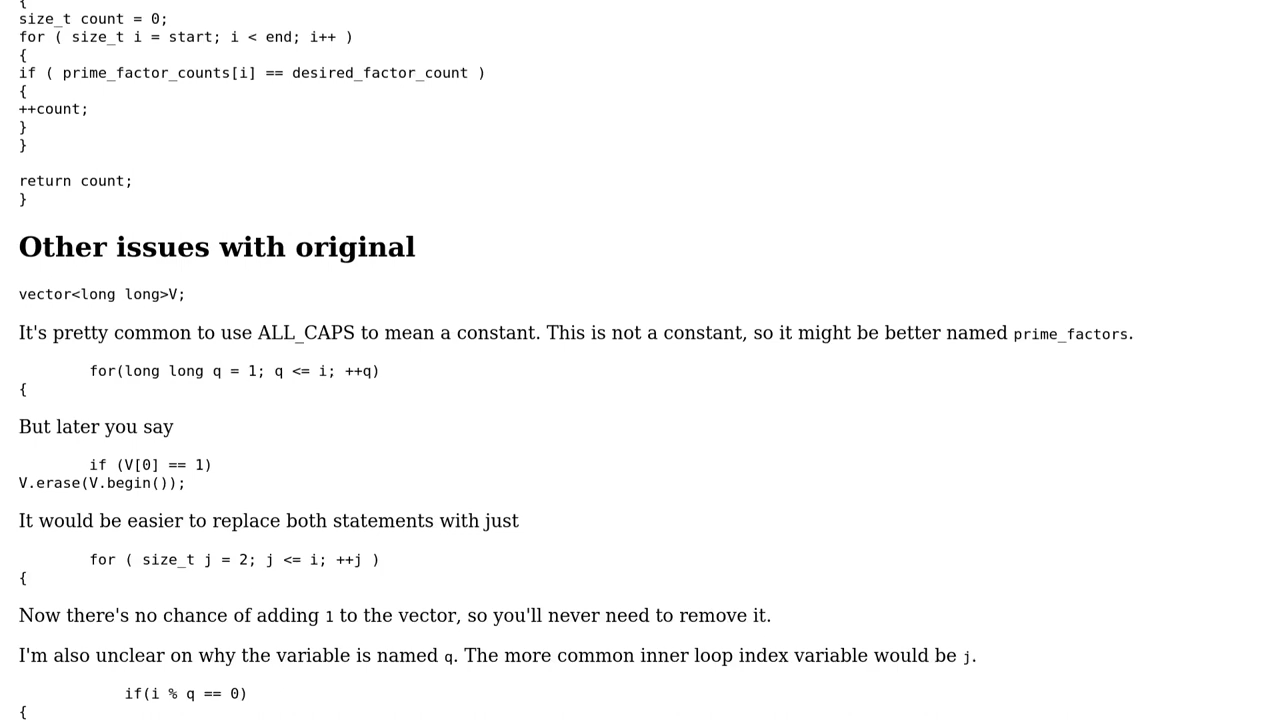 {
size_t count = 0;
for ( size_t i = start; i < end; i++ )
{
if ( prime_factor_counts[i] == desired_factor_count )
{
++count;
}
}

return count;
}
Other issues with original
vector<long long>V;
It's pretty common to use ALL_CAPS to mean a constant. This is not a constant, so it might be better named prime_factors.
        for(long long q = 1; q <= i; ++q)
{
But later you say
        if (V[0] == 1)
V.erase(V.begin());
It would be easier to replace both statements with just
        for ( size_t j = 2; j <= i; ++j )
{
Now there's no chance of adding 1 to the vector, so you'll never need to remove it.
I'm also unclear on why the variable is named q. The more common inner loop index variable would be j.
            if(i % q == 0)
{